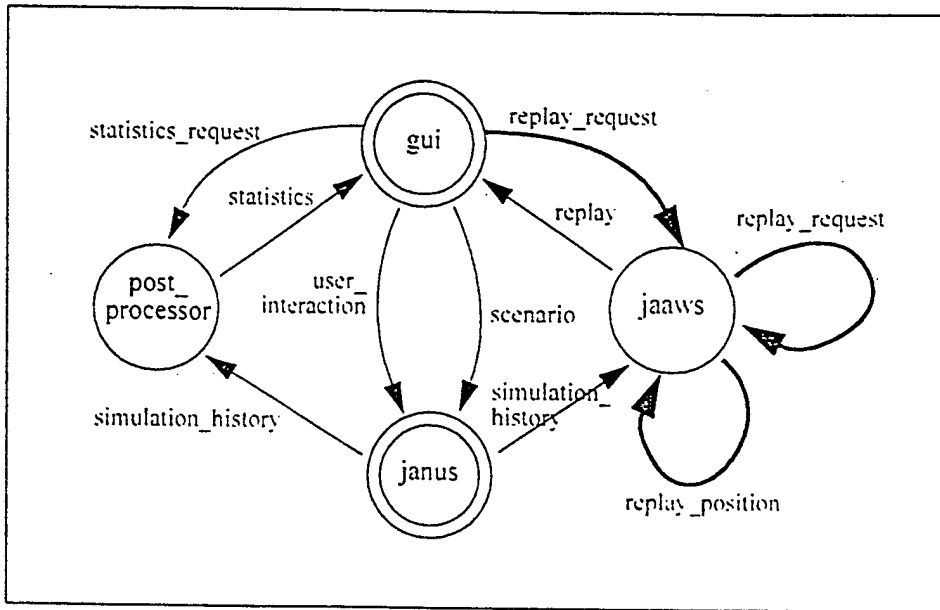 gui
statistics_request
replay_request
statistics
replay
replay_request
post_
processor
user_
interaction
scenario
jaaws
simulation_history
simulation_
history
janus
replay_position